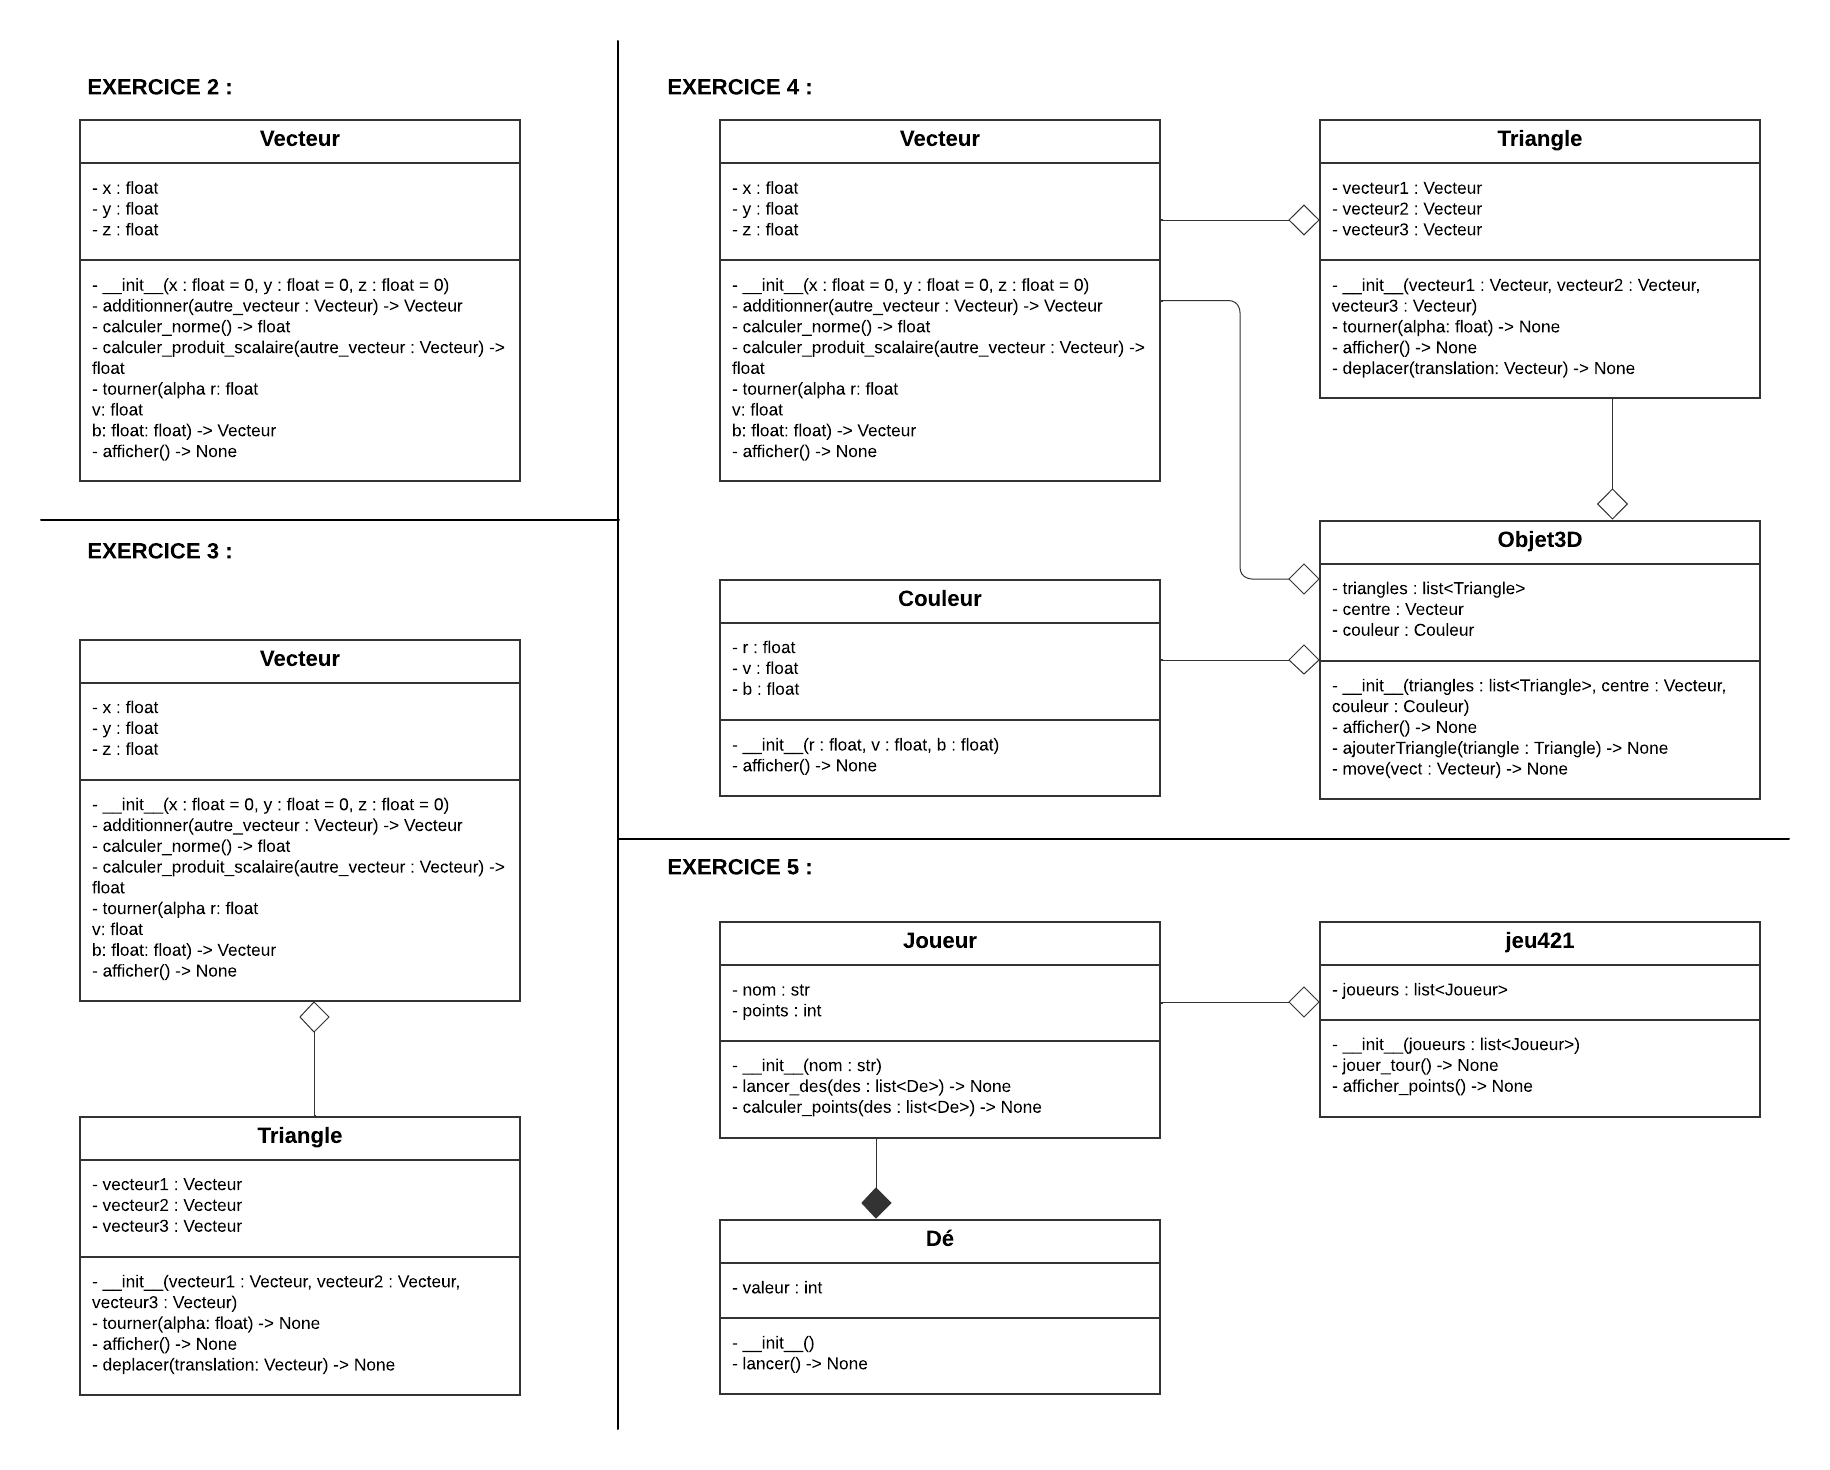 EXERCICE 2 :
Vecteur
- x : float
- y : float
- z : float
- __init__(x : float = 0, y : float = 0, z : float = 0)
- additionner(autre_vecteur : Vecteur) -> Vecteur
- calculer_norme() -> float
- calculer_produit_scalaire(autre_vecteur : Vecteur) ->
float
- tourner(alpha r: float
v: float
b: float: float) -> Vecteur
- afficher() -> None
EXERCICE 3 :
Vecteur
- x : float
- y : float
- z : float
- __init__(x : float = 0, y : float = 0, z : float = 0)
- additionner(autre_vecteur : Vecteur) -> Vecteur
- calculer_norme() -> float
- calculer_produit_scalaire(autre_vecteur : Vecteur) ->
float
- tourner(alpha r: float
v: float
b: float: float) -> Vecteur
- afficher() -> None
Triangle
- vecteur1 : Vecteur
- vecteur2 : Vecteur
- vecteur3 : Vecteur
- __init__(vecteur1 : Vecteur, vecteur2 : Vecteur,
vecteur3 : Vecteur)
- tourner(alpha: float) -> None
- afficher() -> None
- deplacer(translation: Vecteur) -> None
EXERCICE 4 :
Vecteur
- x : float
- y : float
- z : float
- __init__(x : float = 0, y : float = 0, z : float = 0)
- additionner(autre_vecteur : Vecteur) -> Vecteur
- calculer_norme() -> float
- calculer_produit_scalaire(autre_vecteur : Vecteur) ->
float
- tourner(alpha r: float
v: float
b: float: float) -> Vecteur
- afficher() -> None
Triangle
- vecteur1 : Vecteur
- vecteur2 : Vecteur
- vecteur3 : Vecteur
- __init__(vecteur1 : Vecteur, vecteur2 : Vecteur,
vecteur3 : Vecteur)
- tourner(alpha: float) -> None
- afficher() -> None
- deplacer(translation: Vecteur) -> None
Couleur
- r : float
- v : float
- b : float
- __init__(r : float, v : float, b : float)
- afficher() -> None
Objet3D
- triangles : list<Triangle>
- centre : Vecteur
- couleur : Couleur
- __init__(triangles : list<Triangle>, centre : Vecteur,
couleur : Couleur)
- afficher() -> None
- ajouterTriangle(triangle : Triangle) -> None
- move(vect : Vecteur) -> None
EXERCICE 5 :
Joueur
- nom : str
- points : int
- __init__(nom : str)
- lancer_des(des : list<De>) -> None
- calculer_points(des : list<De>) -> None
jeu421
- joueurs : list<Joueur>
- __init__(joueurs : list<Joueur>)
- jouer_tour() -> None
- afficher_points() -> None
Dé
- valeur : int
- __init__()
- lancer() -> None